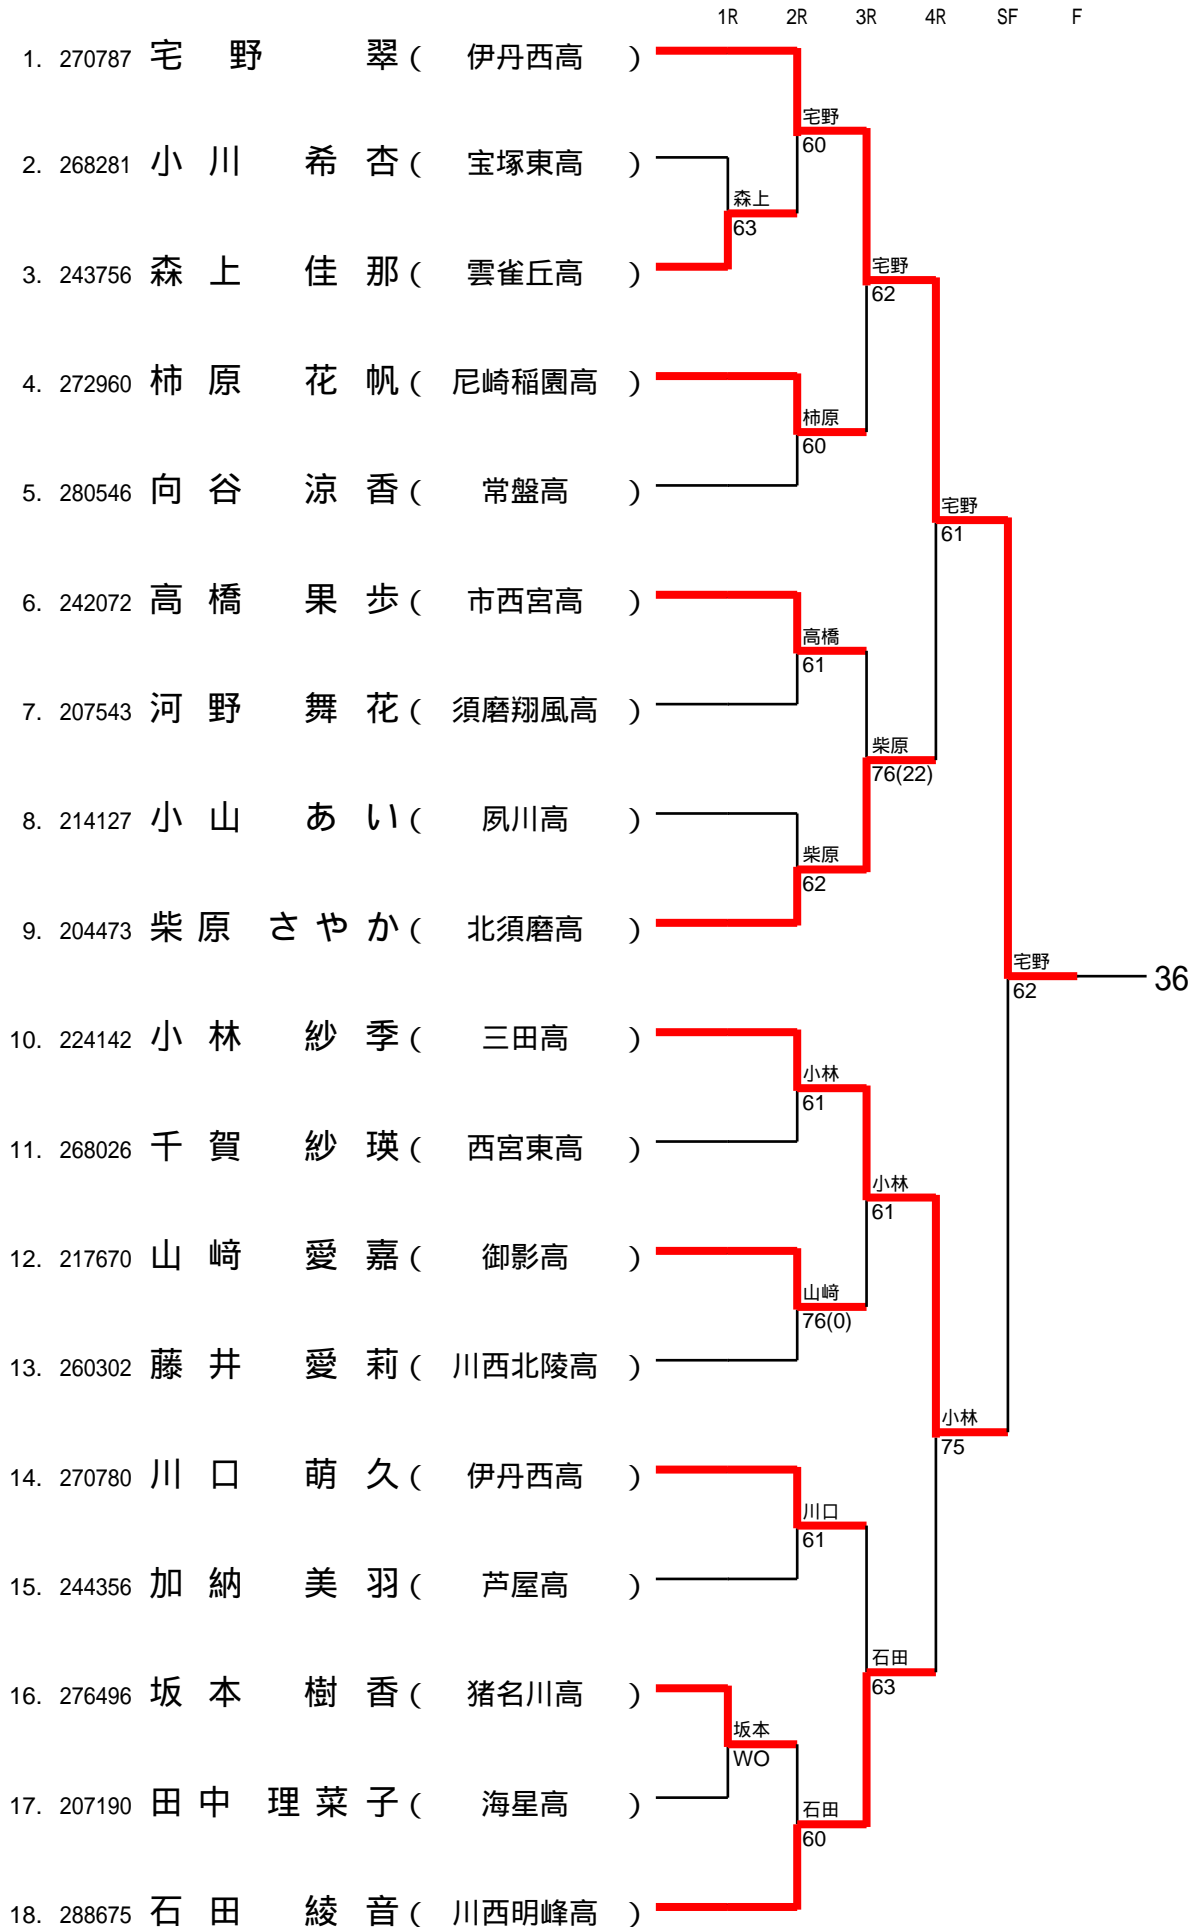 1R 2R 3R 4R SF F
1. 270787 宅野 翠 ( 伊丹西高 )
宅野
60
2. 268281 小川 希杏 ( 宝塚東高 )
森上
63
3. 243756 森上 佳那 ( 雲雀丘高 )
宅野
62
4. 272960 柿原 花帆 ( 尼崎稲園高 )
柿原
60
5. 280546 向谷 涼香 ( 常盤高 )
宅野
61
6. 242072 高橋 果歩 ( 市西宮高 )
高橋
61
7. 207543 河野 舞花 ( 須磨翔風高 )
柴原
76(22)
8. 214127 小山 あい ( 夙川高 )
柴原
62
9. 204473 柴原 さやか ( 北須磨高 )
宅野
62
36
10. 224142 小林 紗季 ( 三田高 )
小林
61
11. 268026 千賀 紗瑛 ( 西宮東高 )
小林
61
12. 217670 山﨑 愛嘉 ( 御影高 )
山﨑
76(0)
13. 260302 藤井 愛莉 ( 川西北陵高 )
小林
75
14. 270780 川口 萌久 ( 伊丹西高 )
川口
61
15. 244356 加納 美羽 ( 芦屋高 )
石田
63
16. 276496 坂本 樹香 ( 猪名川高 )
坂本
WO
17. 207190 田中 理菜子 ( 海星高 )
石田
60
18. 288675 石田 綾音 ( 川西明峰高 )